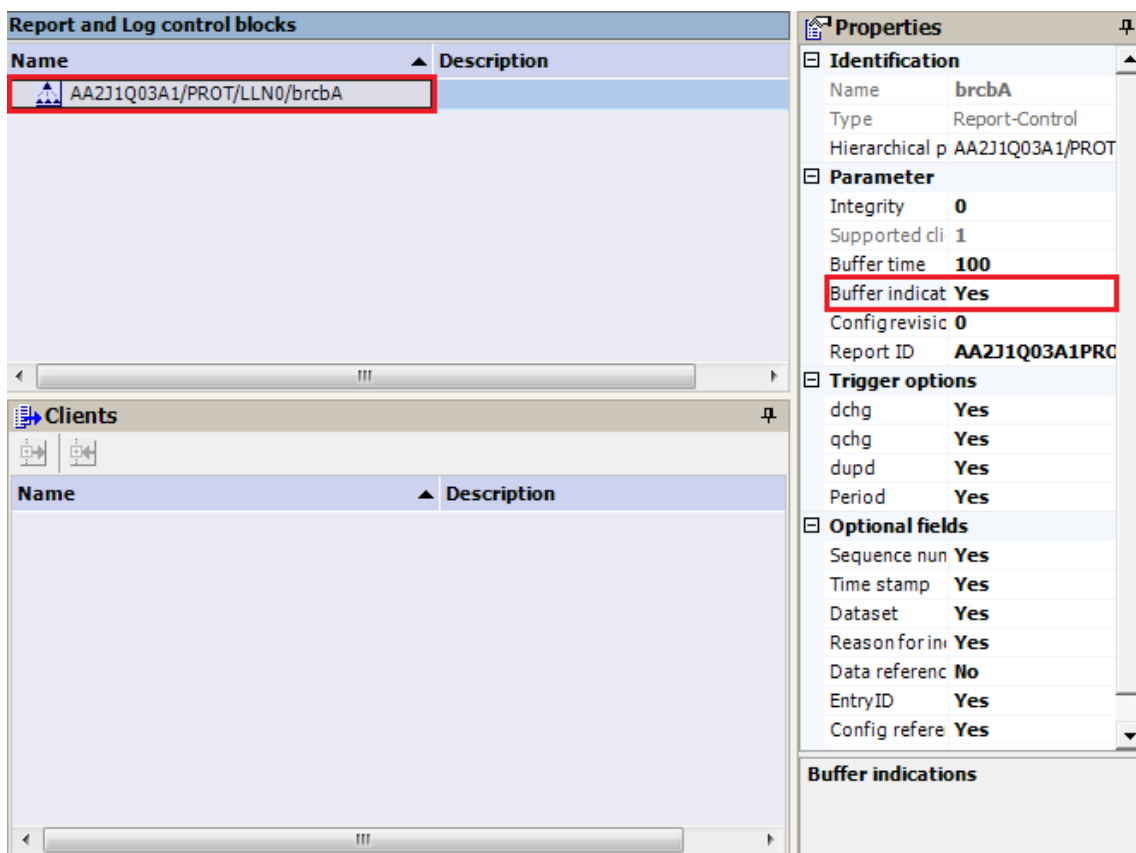 Report and Log control blocks
Name Description
AA2J1Q03A1/PROT/LLN0/brcbA
Clients
Name Description
Properties
Identification
Name brcbA
Type Report-Control
Hierarchical p AA2J1Q03A1/PROT
Parameter
Integrity 0
Supported cli 1
Buffer time 100
Buffer indicat Yes
Config revisio 0
Report ID AA2J1Q03A1PRO
Trigger options
dchg Yes
qchg Yes
dupd Yes
Period Yes
Optional fields
Sequence num Yes
Time stamp Yes
Dataset Yes
Reason for in Yes
Data referenc No
EntryID Yes
Config refere Yes
Buffer indications